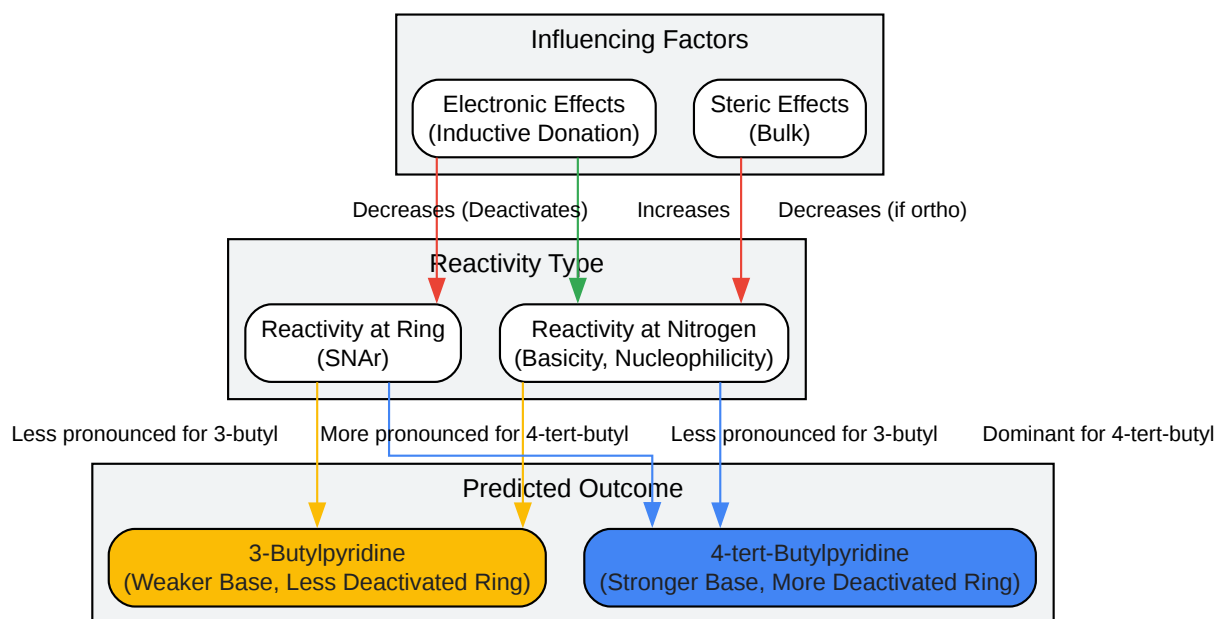 Influencing Factors
Electronic Effects
(Inductive Donation)
Steric Effects
(Bulk)
Decreases (Deactivates)
Increases
Decreases (if ortho)
Reactivity Type
Reactivity at Ring
(SNAr)
Reactivity at Nitrogen
(Basicity, Nucleophilicity)
Less pronounced for 3-butyl
More pronounced for 4-tert-butyl
Less pronounced for 3-butyl
Dominant for 4-tert-butyl
Predicted Outcome
3-Butylpyridine
(Weaker Base, Less Deactivated Ring)
4-tert-Butylpyridine
(Stronger Base, More Deactivated Ring)